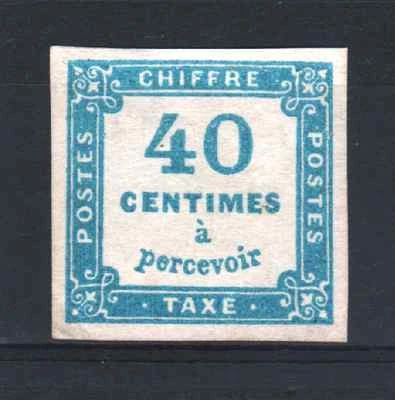 CHIFFRE
POSTES
40
CENTIMES
à
percevoir
POSTES
· TAXE ·